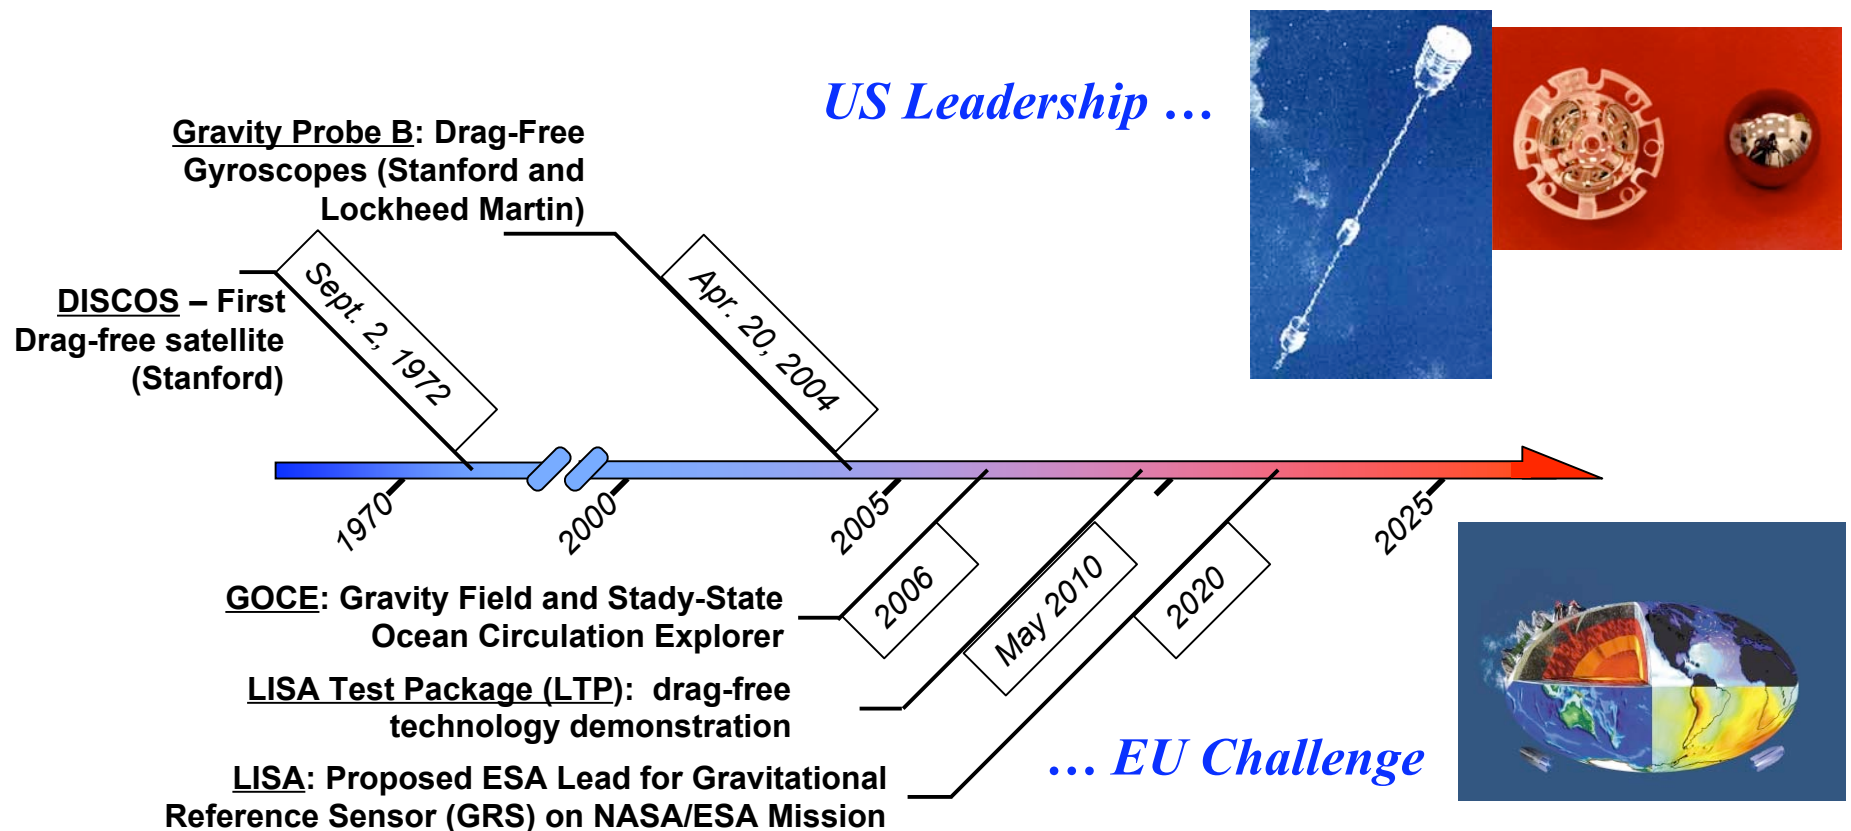 US Leadership …
Gravity Probe B: Drag-Free
Gyroscopes (Stanford and
Lockheed Martin)
DISCOS – First
Drag-free satellite
(Stanford)
Sept. 2, 1972
Apr. 20, 2004
1970
2000
2005
2025
2006
May 2010
2020
GOCE: Gravity Field and Stady-State
Ocean Circulation Explorer
LISA Test Package (LTP):  drag-free
technology demonstration
… EU Challenge
LISA: Proposed ESA Lead for Gravitational
Reference Sensor (GRS) on NASA/ESA Mission